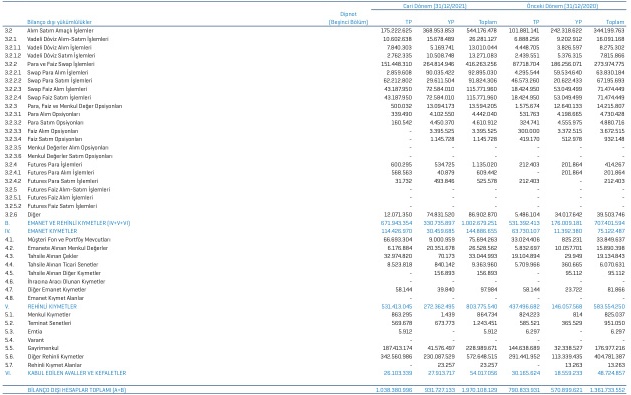 Cari Dönem (31/12/2021) Önceki Dönem (31/12/2020)
Dipnot
Bilanço dışı yükümlülükler (Beşinci Bölüm) TP YP Toplam TP YP Toplam
3.2 Alım Satım Amaçlı İşlemler 175.222.625 368.953.853 544.176.478 101.881.141 242.318.622 344.199.763
3.2.1 Vadeli Döviz Alım-Satım İşlemleri 10.602.638 15.678.489 26.281.127 6.888.256 9.202.912 16.091.168
3.2.1.1 Vadeli Döviz Alım İşlemleri 7.840.303 5.169.741 13.010.044 4.448.705 3.826.597 8.275.302
3.2.1.2 Vadeli Döviz Satım İşlemleri 2.762.335 10.508.748 13.271.083 2.439.551 5.376.315 7.815.866
3.2.2 Para ve Faiz Swap İşlemleri 151.448.310 264.814.946 416.263.256 87.718.704 186.256.071 273.974.775
3.2.2.1 Swap Para Alım İşlemleri 2.859.608 90.035.422 92.895.030 4.295.544 59.534.640 63.830.184
3.2.2.2 Swap Para Satım İşlemleri 62.212.802 29.611.504 91.824.306 46.573.260 20.622.433 67.195.693
3.2.2.3 Swap Faiz Alım İşlemleri 43.187.950 72.584.010 115.771.960 18.424.950 53.049.499 71.474.449
3.2.2.4 Swap Faiz Satım İşlemleri 43.187.950 72.584.010 115.771.960 18.424.950 53.049.499 71.474.449
3.2.3 Para, Faiz ve Menkul Değer Opsiyonları 500.032 13.094.173 13.594.205 1.575.674 12.640.133 14.215.807
3.2.3.1 Para Alım Opsiyonları 339.490 4.102.550 4.442.040 531.763 4.198.665 4.730.428
3.2.3.2 Para Satım Opsiyonları 160.542 4.450.370 4.610.912 324.741 4.555.975 4.880.716
3.2.3.3 Faiz Alım Opsiyonları - 3.395.525 3.395.525 300.000 3.372.515 3.672.515
3.2.3.4 Faiz Satım Opsiyonları - 1.145.728 1.145.728 419.170 512.978 932.148
3.2.3.5 Menkul Değerler Alım Opsiyonları - - - - - -
3.2.3.6 Menkul Değerler Satım Opsiyonları - - - - - -
3.2.4 Futures Para İşlemleri 600.295 534.725 1.135.020 212.403 201.864 414.267
3.2.4.1 Futures Para Alım İşlemleri 568.563 40.879 609.442 - 201.864 201.864
3.2.4.2 Futures Para Satım İşlemleri 31.732 493.846 525.578 212.403 - 212.403
3.2.5 Futures Faiz Alım-Satım İşlemleri - - - - - -
3.2.5.1 Futures Faiz Alım İşlemleri - - - - - -
3.2.5.2 Futures Faiz Satım İşlemleri - - - - - -
3.2.6 Diğer 12.071.350 74.831.520 86.902.870 5.486.104 34.017.642 39.503.746
B. EMANET VE REHİNLİ KIYMETLER (IV+V+VI) 671.943.354 330.735.897 1.002.679.251 531.392.413 176.009.181 707.401.594
IV. EMANET KIYMETLER 114.426.970 30.459.685 144.886.655 63.730.107 11.392.380 75.122.487
4.1. Müşteri Fon ve Portföy Mevcutları 66.693.304 9.000.959 75.694.263 33.024.406 825.231 33.849.637
4.2. Emanete Alınan Menkul Değerler 6.176.884 20.351.678 26.528.562 5.832.697 10.057.701 15.890.398
4.3. Tahsile Alınan Çekler 32.974.820 70.173 33.044.993 19.104.894 29.949 19.134.843
4.4. Tahsile Alınan Ticari Senetler 8.523.818 840.142 9.363.960 5.709.966 360.665 6.070.631
4.5. Tahsile Alınan Diğer Kıymetler - 156.893 156.893 - 95.112 95.112
4.6. İhracına Aracı Olunan Kıymetler - - - - - -
4.7. Diğer Emanet Kıymetler 58.144 39.840 97.984 58.144 23.722 81.866
4.8. Emanet Kıymet Alanlar - - - - - -
V. REHİNLİ KIYMETLER 531.413.045 272.362.495 803.775.540 437.496.682 146.057.568 583.554.250
5.1. Menkul Kıymetler 863.295 1.439 864.734 824.223 814 825.037
5.2. Teminat Senetleri 569.678 673.773 1.243.451 585.521 365.529 951.050
5.3. Emtia 5.912 - 5.912 6.297 - 6.297
5.4. Varant - - - - - -
5.5. Gayrimenkul 187.413.174 41.576.497 228.989.671 144.638.689 32.338.527 176.977.216
5.6. Diğer Rehinli Kıymetler 342.560.986 230.087.529 572.648.515 291.441.952 113.339.435 404.781.387
5.7. Rehinli Kıymet Alanlar - 23.257 23.257 - 13.263 13.263
VI. KABUL EDİLEN AVALLER VE KEFALETLER 26.103.339 27.913.717 54.017.056 30.165.624 18.559.233 48.724.857
BİLANÇO DIŞI HESAPLAR TOPLAMI (A+B) 1.038.380.996 931.727.133 1.970.108.129 790.833.931 570.899.621 1.361.733.552